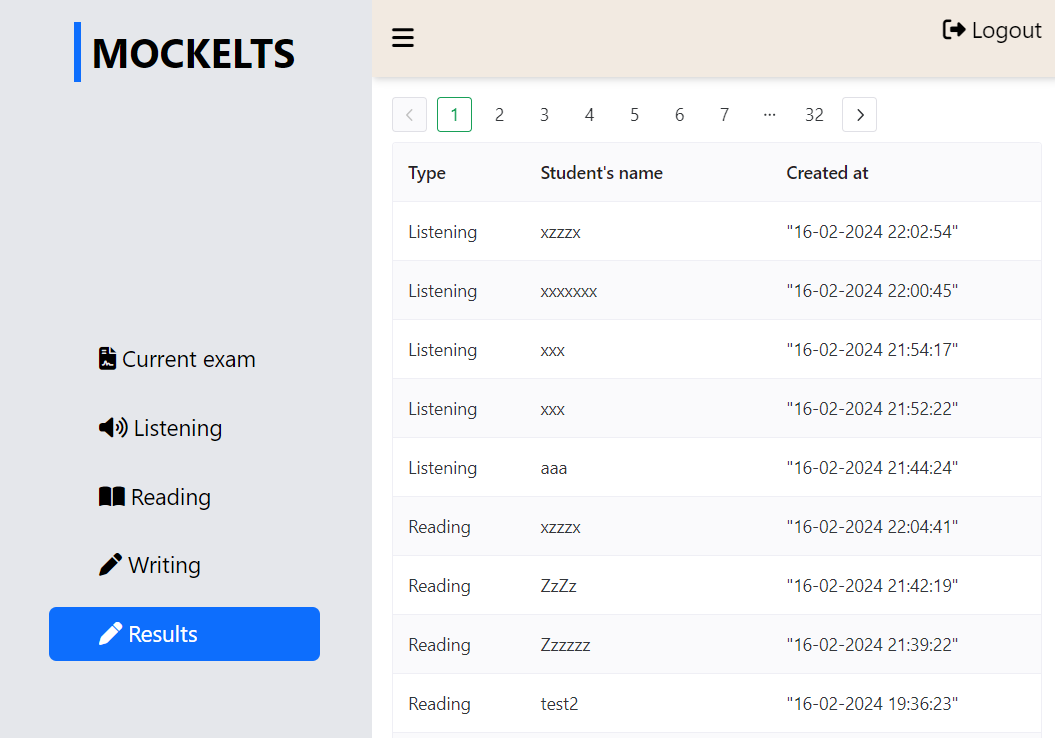 MOCKELTS
Current exam
Listening
Reading
Writing
Results
Logout
1 2 3 4 5 6 7 ··· 32
Type Student's name Created at
Listening xzzzx "16-02-2024 22:02:54"
Listening xxxxxxx "16-02-2024 22:00:45"
Listening xxx "16-02-2024 21:54:17"
Listening xxx "16-02-2024 21:52:22"
Listening aaa "16-02-2024 21:44:24"
Reading xzzzx "16-02-2024 22:04:41"
Reading ZzZz "16-02-2024 21:42:19"
Reading Zzzzzz "16-02-2024 21:39:22"
Reading test2 "16-02-2024 19:36:23"